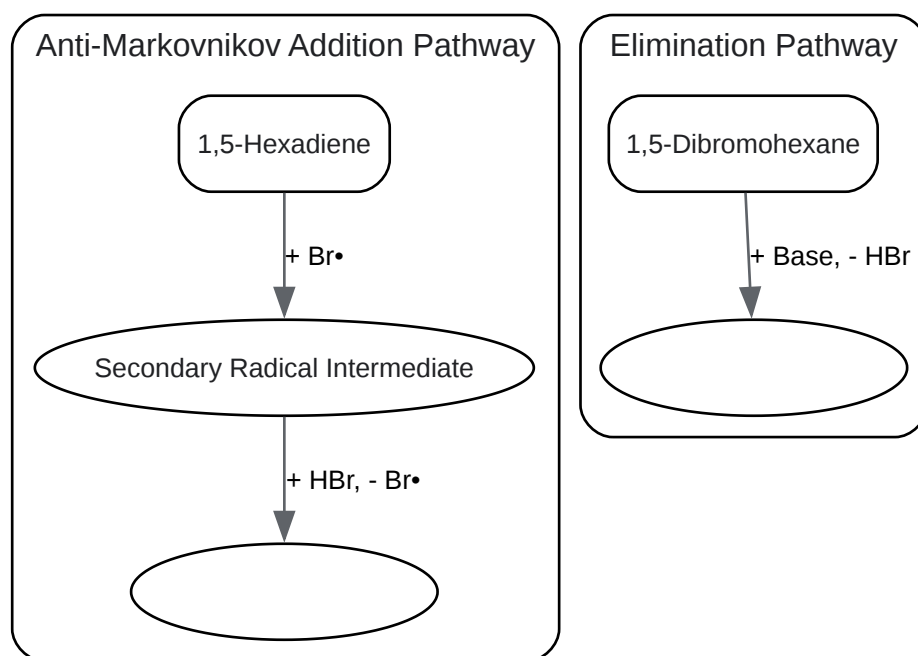 Anti-Markovnikov Addition Pathway
1,5-Hexadiene
+ Br•
Secondary Radical Intermediate
+ HBr, - Br•
Elimination Pathway
1,5-Dibromohexane
+ Base, - HBr